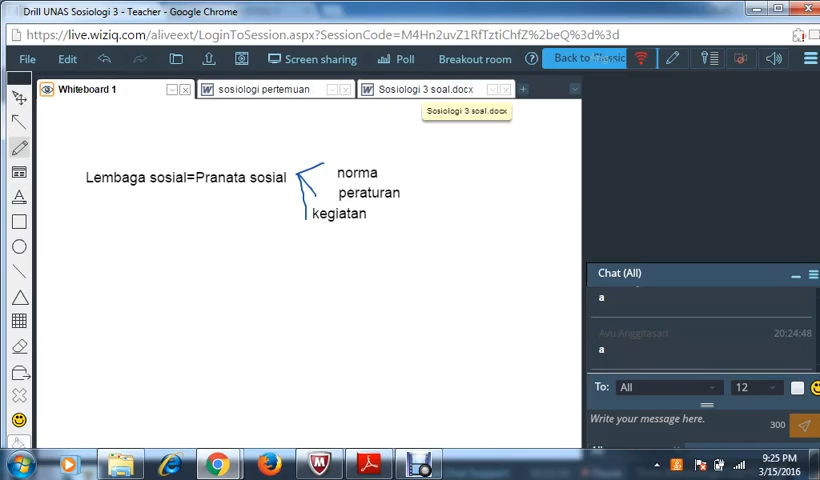 Drill UNAS Sosiologi 3 - Teacher - Google Chrome
https://live.wiziq.com/aliveext/LoginToSession.aspx?SessionCode=M4Hn2uvZ1RfTztiChfZ%2beQ%3d%3d
File Edit Screen sharing Poll Breakout room Back to Classic
Whiteboard 1 sosiologi pertemuan Sosiologi 3 soal.docx
Sosiologi 3 soal.docx
Lembaga sosial=Pranata sosial
norma
peraturan
kegiatan
Chat (All)
a
Avu Anggitasari 20:24:48
a
To: All 12
Write your message here. 300
9:25 PM
3/15/2016